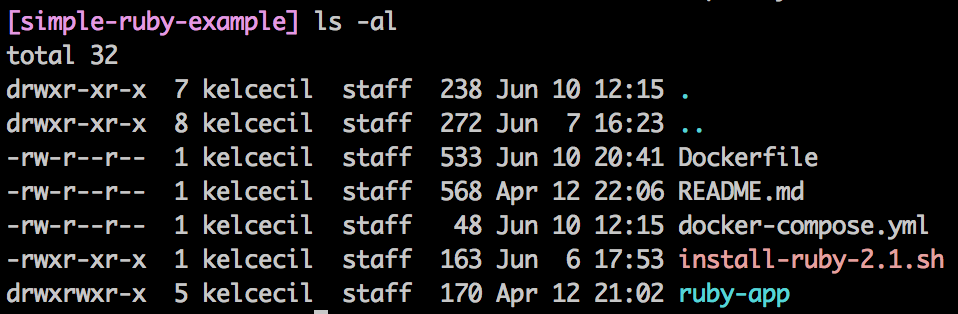 [simple-ruby-example] ls -al
total 32
drwxr-xr-x  7 kelcecil  staff  238 Jun 10 12:15 .
drwxr-xr-x  8 kelcecil  staff  272 Jun  7 16:23 ..
-rw-r--r--  1 kelcecil  staff  533 Jun 10 20:41 Dockerfile
-rw-r--r--  1 kelcecil  staff  568 Apr 12 22:06 README.md
-rw-r--r--  1 kelcecil  staff   48 Jun 10 12:15 docker-compose.yml
-rwxr-xr-x  1 kelcecil  staff  163 Jun  6 17:53 install-ruby-2.1.sh
drwxrwxr-x  5 kelcecil  staff  170 Apr 12 21:02 ruby-app